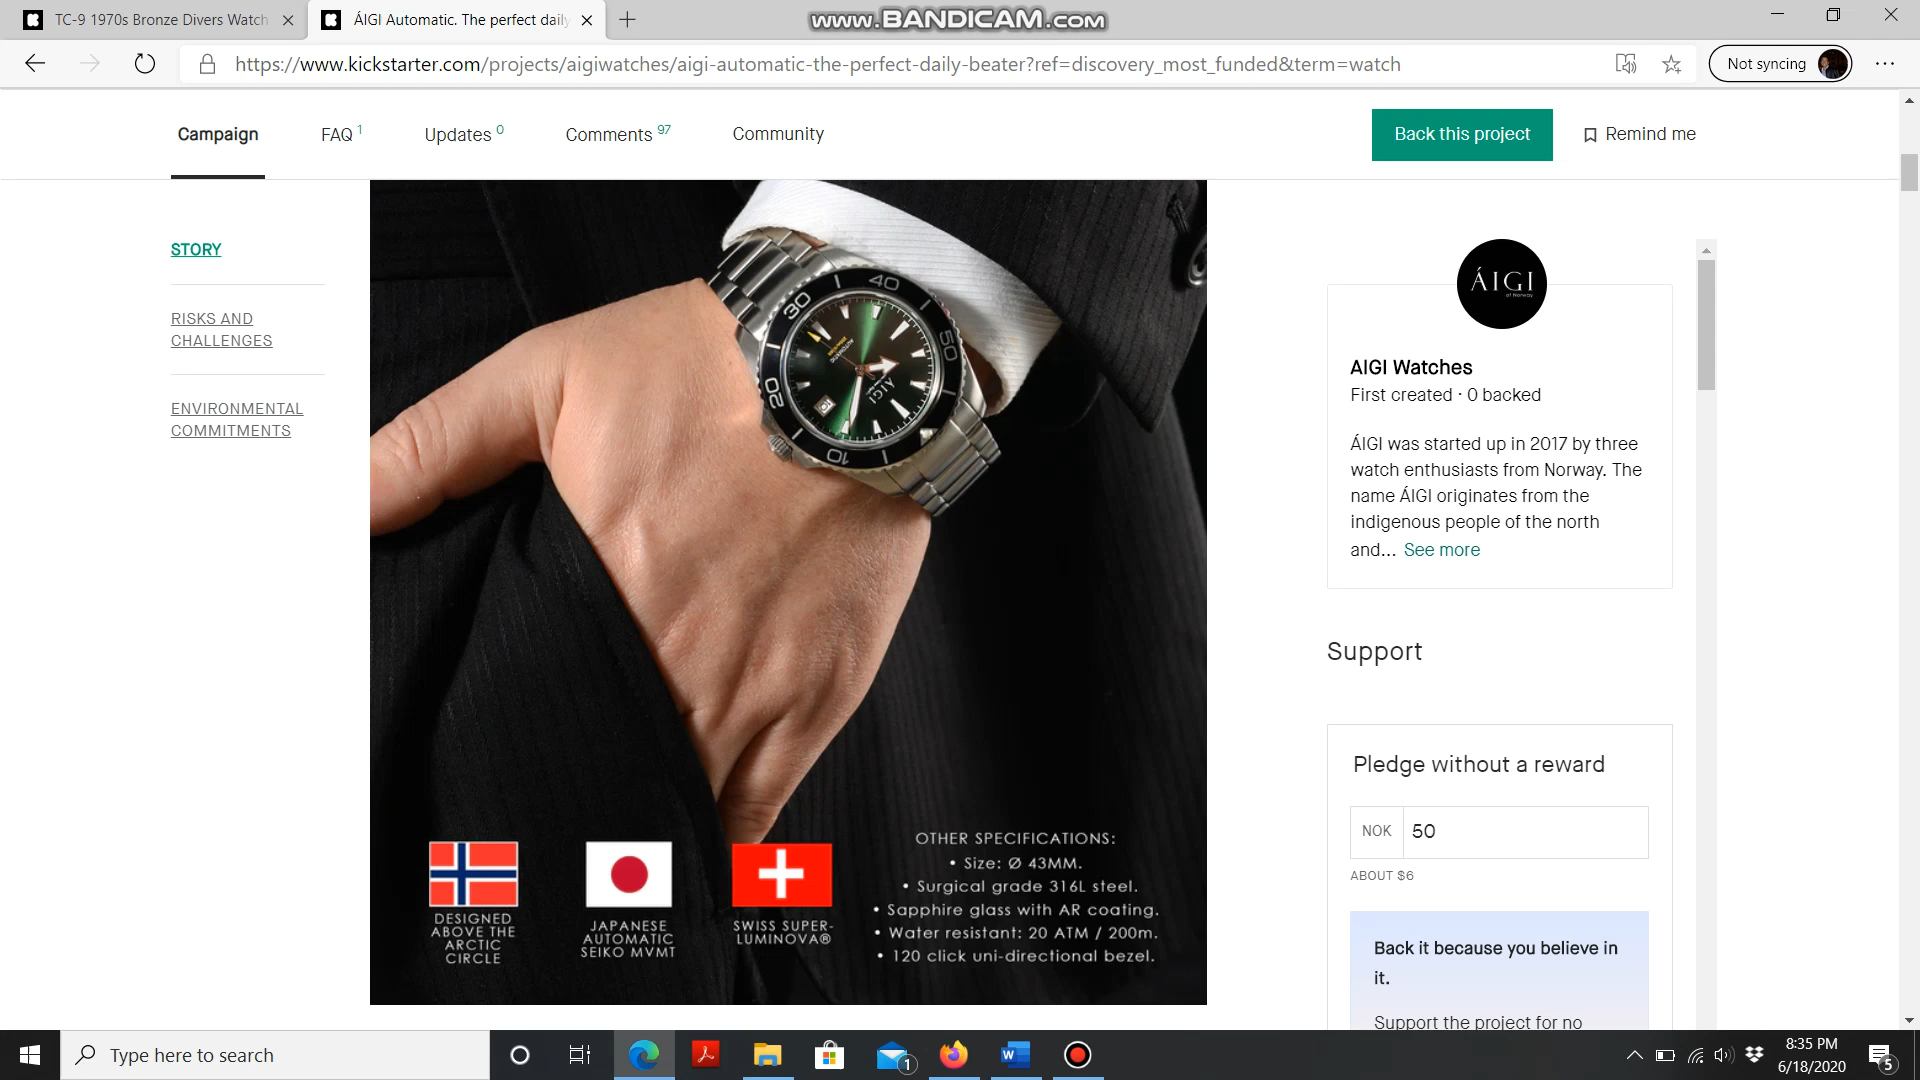 TC-9 1970s Bronze Divers Watch
ÁIGI Automatic. The perfect daily
www.BANDICAM.com
https://www.kickstarter.com/projects/aigiwatches/aigi-automatic-the-perfect-daily-beater?ref=discovery_most_funded&term=watch
Not syncing
Campaign
FAQ 1
Updates 0
Comments 97
Community
Back this project
Remind me
STORY
RISKS AND
CHALLENGES
ENVIRONMENTAL
COMMITMENTS
10
20
30
40
50
ÁIGI
AUTOMATIC
DESIGNED
ABOVE THE
ARCTIC
CIRCLE
JAPANESE
AUTOMATIC
SEIKO MVMT
SWISS SUPER-
LUMINOVA®
OTHER SPECIFICATIONS:
• Size: Ø 43MM.
• Surgical grade 316L steel.
• Sapphire glass with AR coating.
• Water resistant: 20 ATM / 200m.
• 120 click uni-directional bezel.
ÁIGI
of Norway
AIGI Watches
First created · 0 backed
ÁIGI was started up in 2017 by three
watch enthusiasts from Norway. The
name ÁIGI originates from the
indigenous people of the north
and... See more
Support
Pledge without a reward
NOK 50
ABOUT $6
Back it because you believe in
it.
Support the project for no
Type here to search
1
8:35 PM
6/18/2020
5